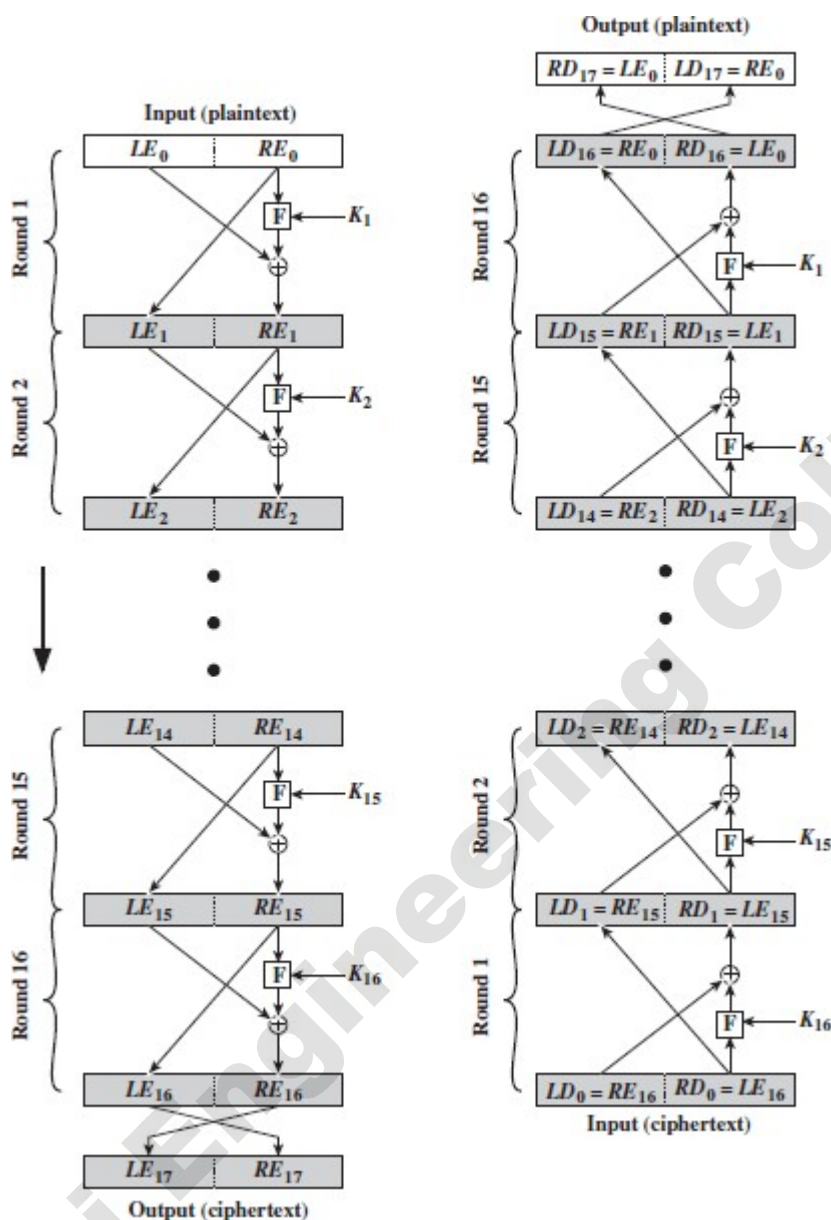 Input (plaintext)
LE0 RE0
Round 1
F
K1
LE1 RE1
Round 2
F
K2
LE2 RE2
LE14 RE14
Round 15
F
K15
LE15 RE15
Round 16
F
K16
LE16 RE16
LE17 RE17
Output (ciphertext)
Output (plaintext)
RD17 = LE0 LD17 = RE0
LD16 = RE0 RD16 = LE0
Round 16
F
K1
LD15 = RE1 RD15 = LE1
Round 15
F
K2
LD14 = RE2 RD14 = LE2
LD2 = RE14 RD2 = LE14
Round 2
F
K15
LD1 = RE15 RD1 = LE15
Round 1
F
K16
LD0 = RE16 RD0 = LE16
Input (ciphertext)
i Engineering Col